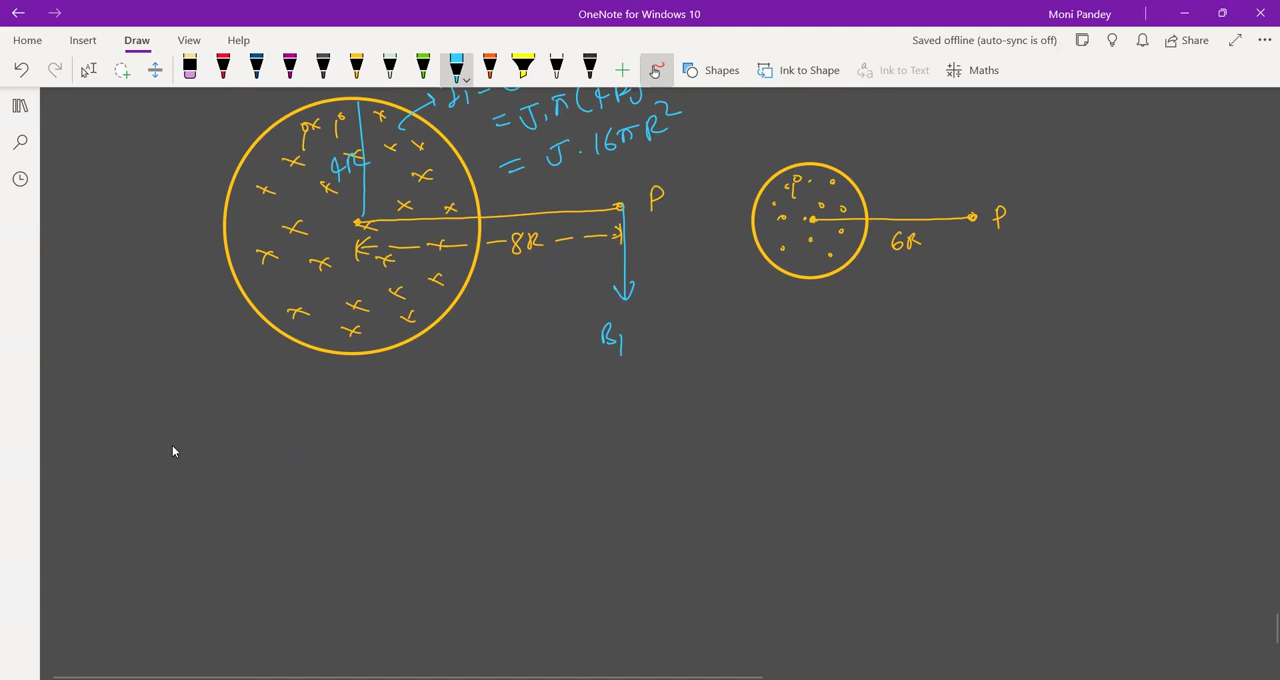 OneNote for Windows 10
Moni Pandey
Home Insert Draw View Help
Saved offline (auto-sync is off)
Share
Shapes
Ink to Shape
Ink to Text
Maths
= J, π (4R)
= J. 16πR²
4R
P
8R
B1
P
6R